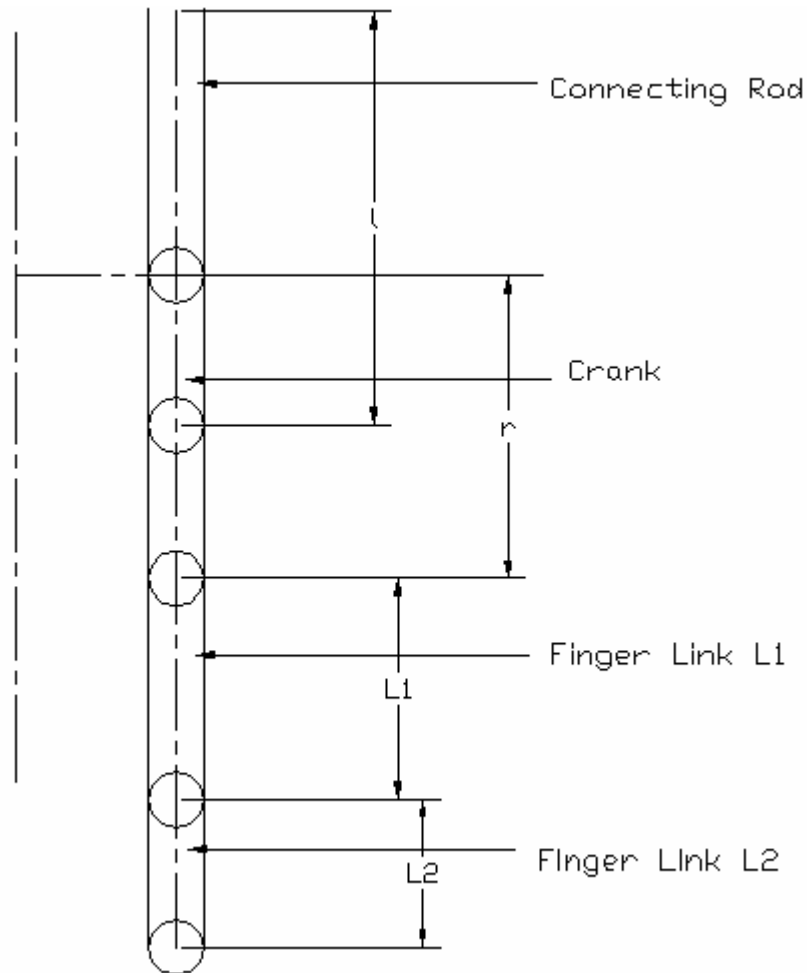 Connecting Rod
l
Crank
r
Finger Link L1
L1
FInger LInk L2
L2